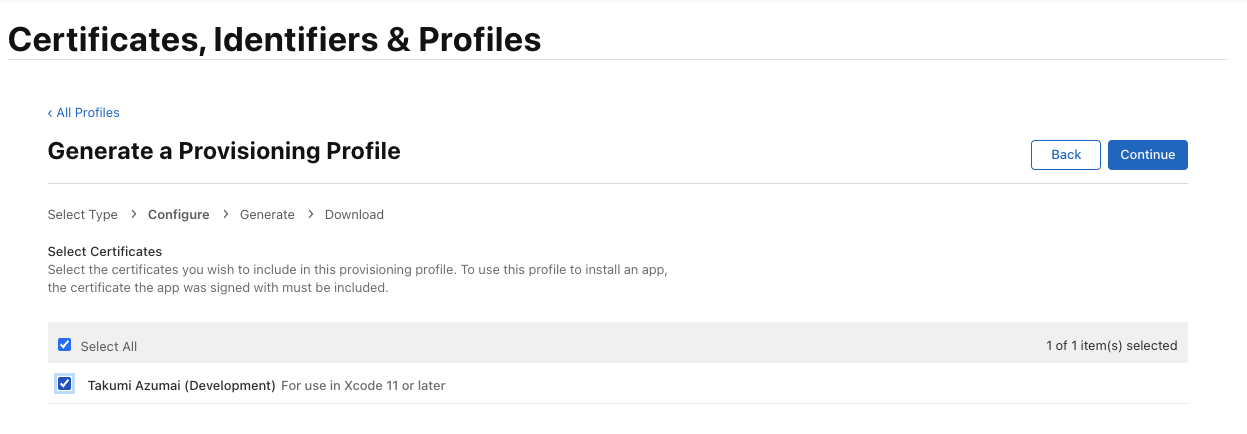 Certificates, Identifiers & Profiles
‹ All Profiles
Generate a Provisioning Profile
Back
Continue
Select Type > Configure > Generate > Download
Select Certificates
Select the certificates you wish to include in this provisioning profile. To use this profile to install an app,
the certificate the app was signed with must be included.
Select All
1 of 1 item(s) selected
Takumi Azumai (Development) For use in Xcode 11 or later